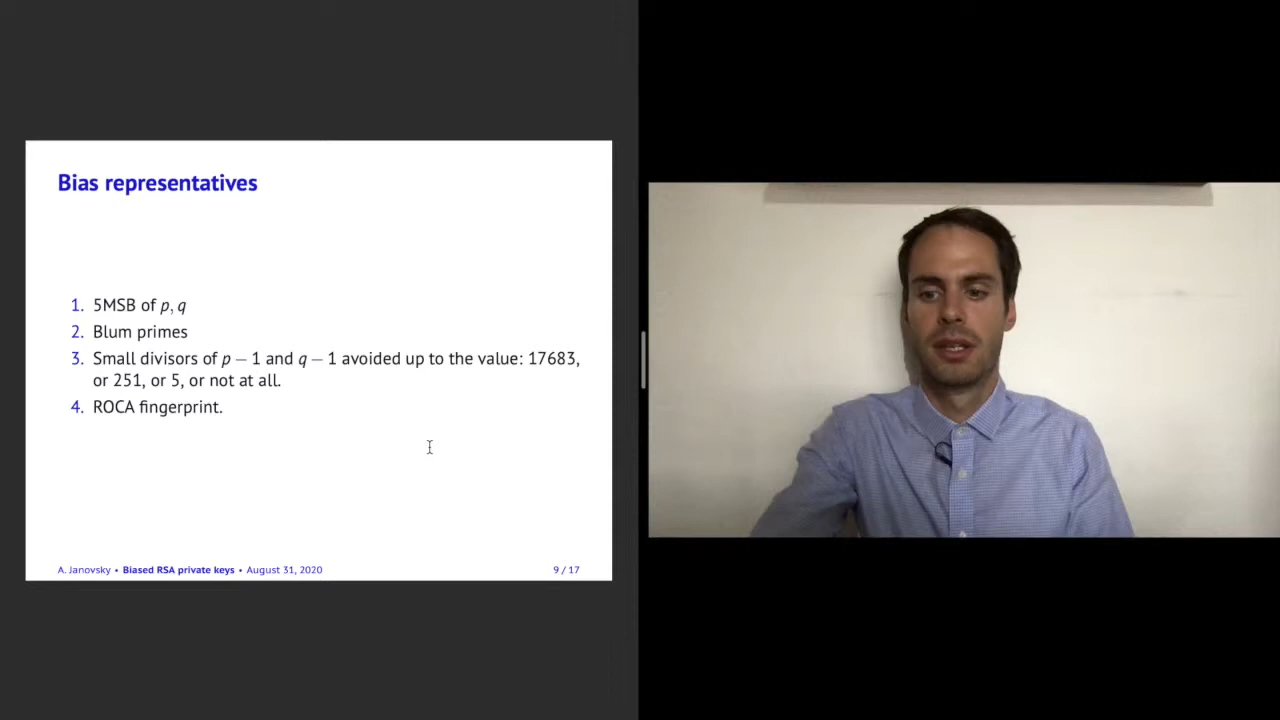 Bias representatives
1. 5MSB of p, q
2. Blum primes
3. Small divisors of p − 1 and q − 1 avoided up to the value: 17683,
or 251, or 5, or not at all.
4. ROCA fingerprint.
A. Janovsky • Biased RSA private keys • August 31, 2020 9 / 17